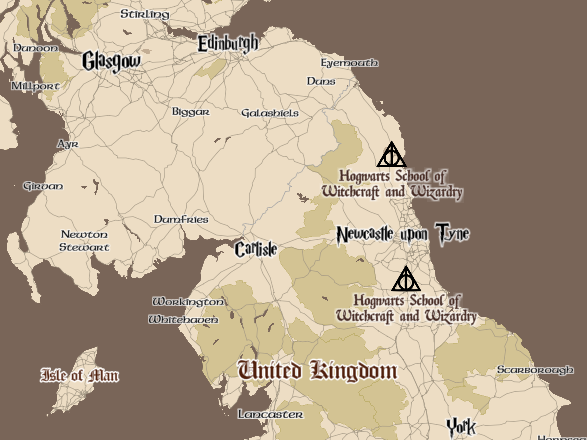 Stirling
Dunoon
Glasgow
Edinburgh
Eyemouth
Duns
Millport
Biggar
Galashiels
Ayr
Hogwarts School of
Witchcraft and Wizardry
Girvan
Dumfries
Newton
Stewart
Carlisle
Newcastle upon Tyne
Hogwarts School of
Witchcraft and Wizardry
Workington
Whitehaven
Isle of Man
United Kingdom
Scarborough
Lancaster
York